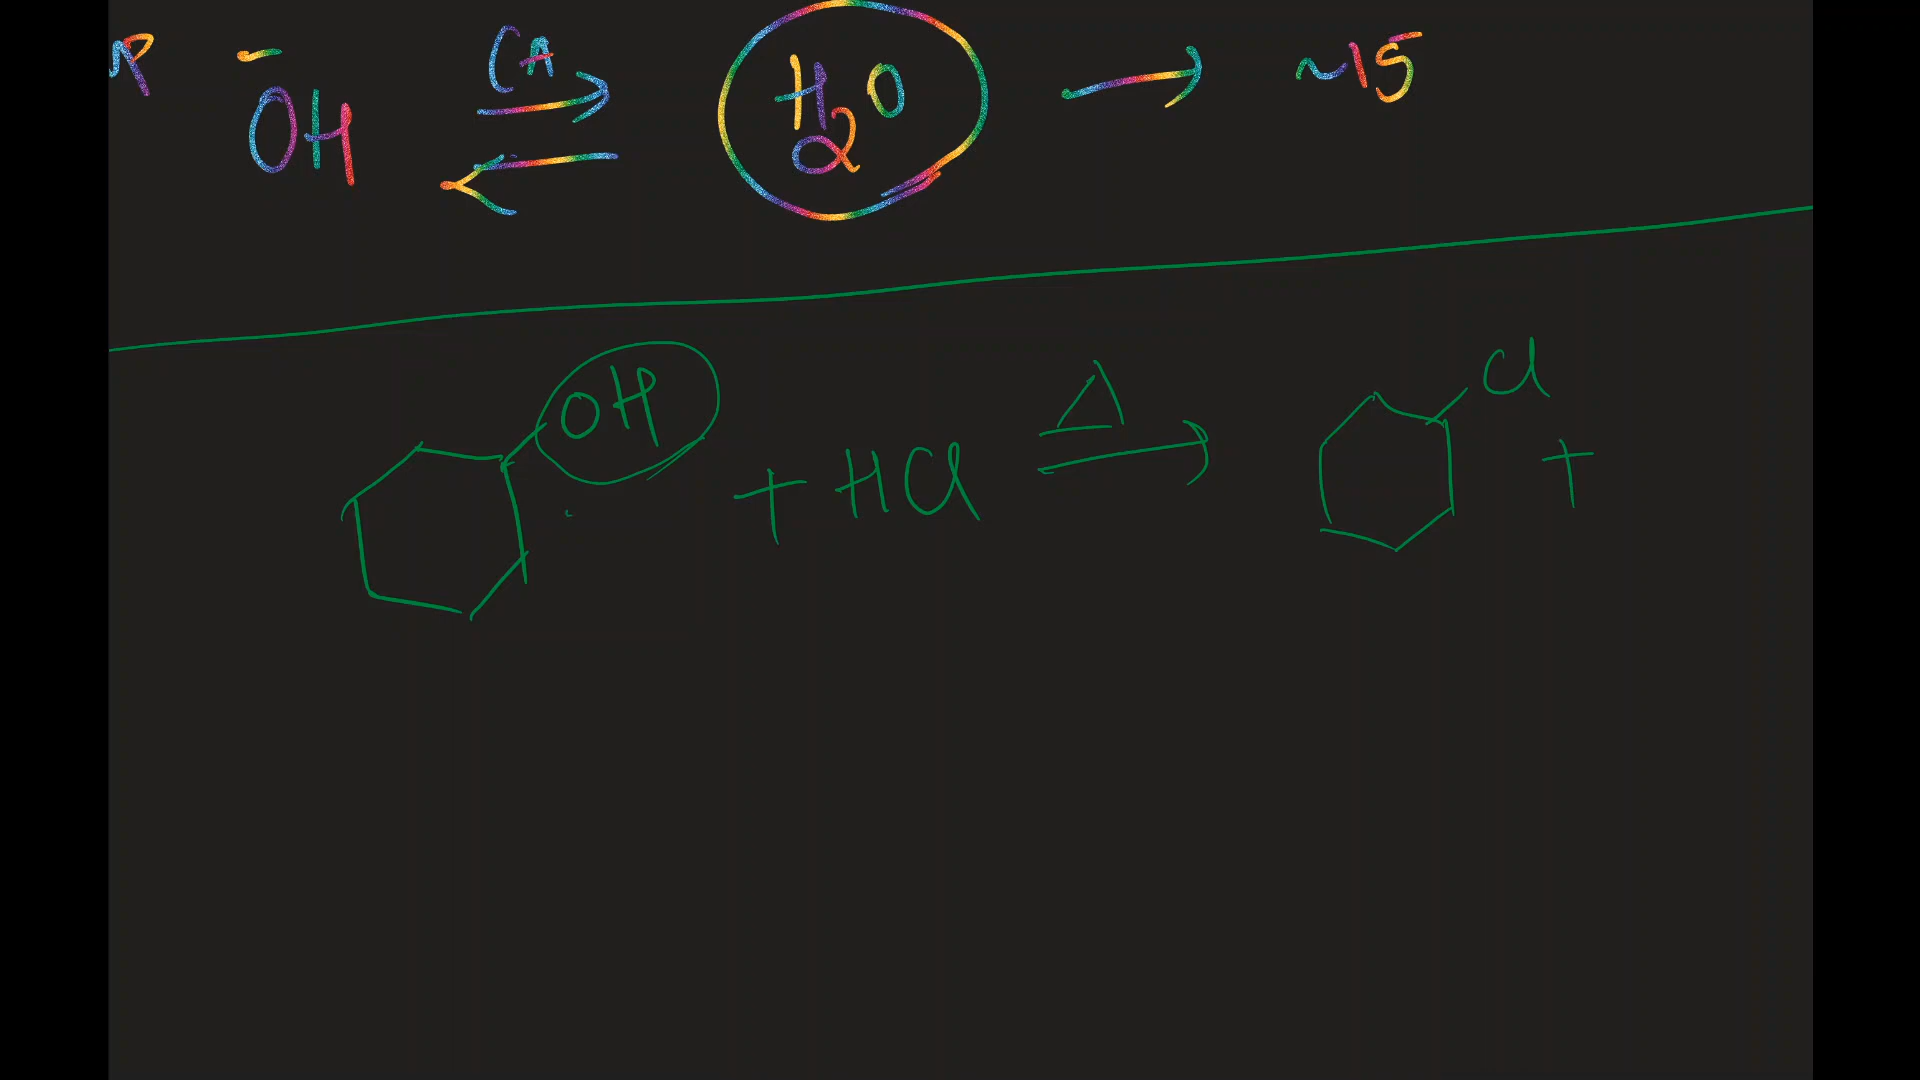 ⁻OH CA ⇌ H2O → ~15
OH + HCl Δ → Cl +